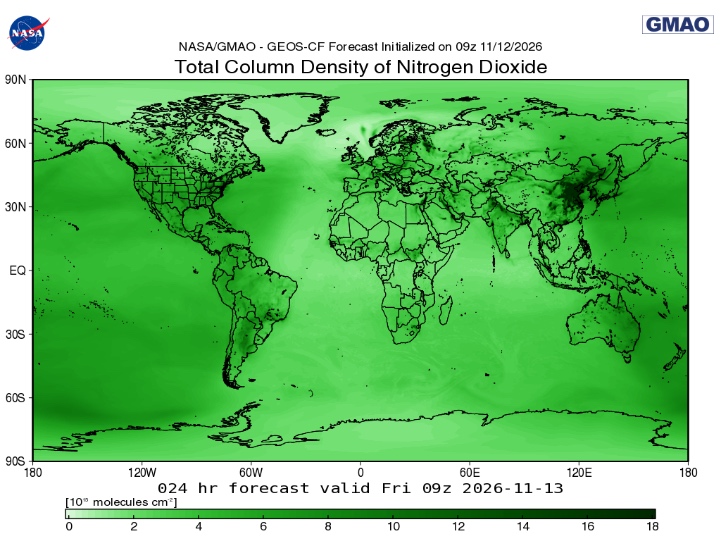 NASA
GMAO
NASA/GMAO - GEOS-CF Forecast Initialized on 09z 11/12/2026
Total Column Density of Nitrogen Dioxide
90N
60N
30N
EQ
30S
60S
90S
180 120W 60W 0 60E 120E 180
024 hr forecast valid Fri 09z 2026-11-13
[10¹⁵ molecules cm⁻²]
0 2 4 6 8 10 12 14 16 18